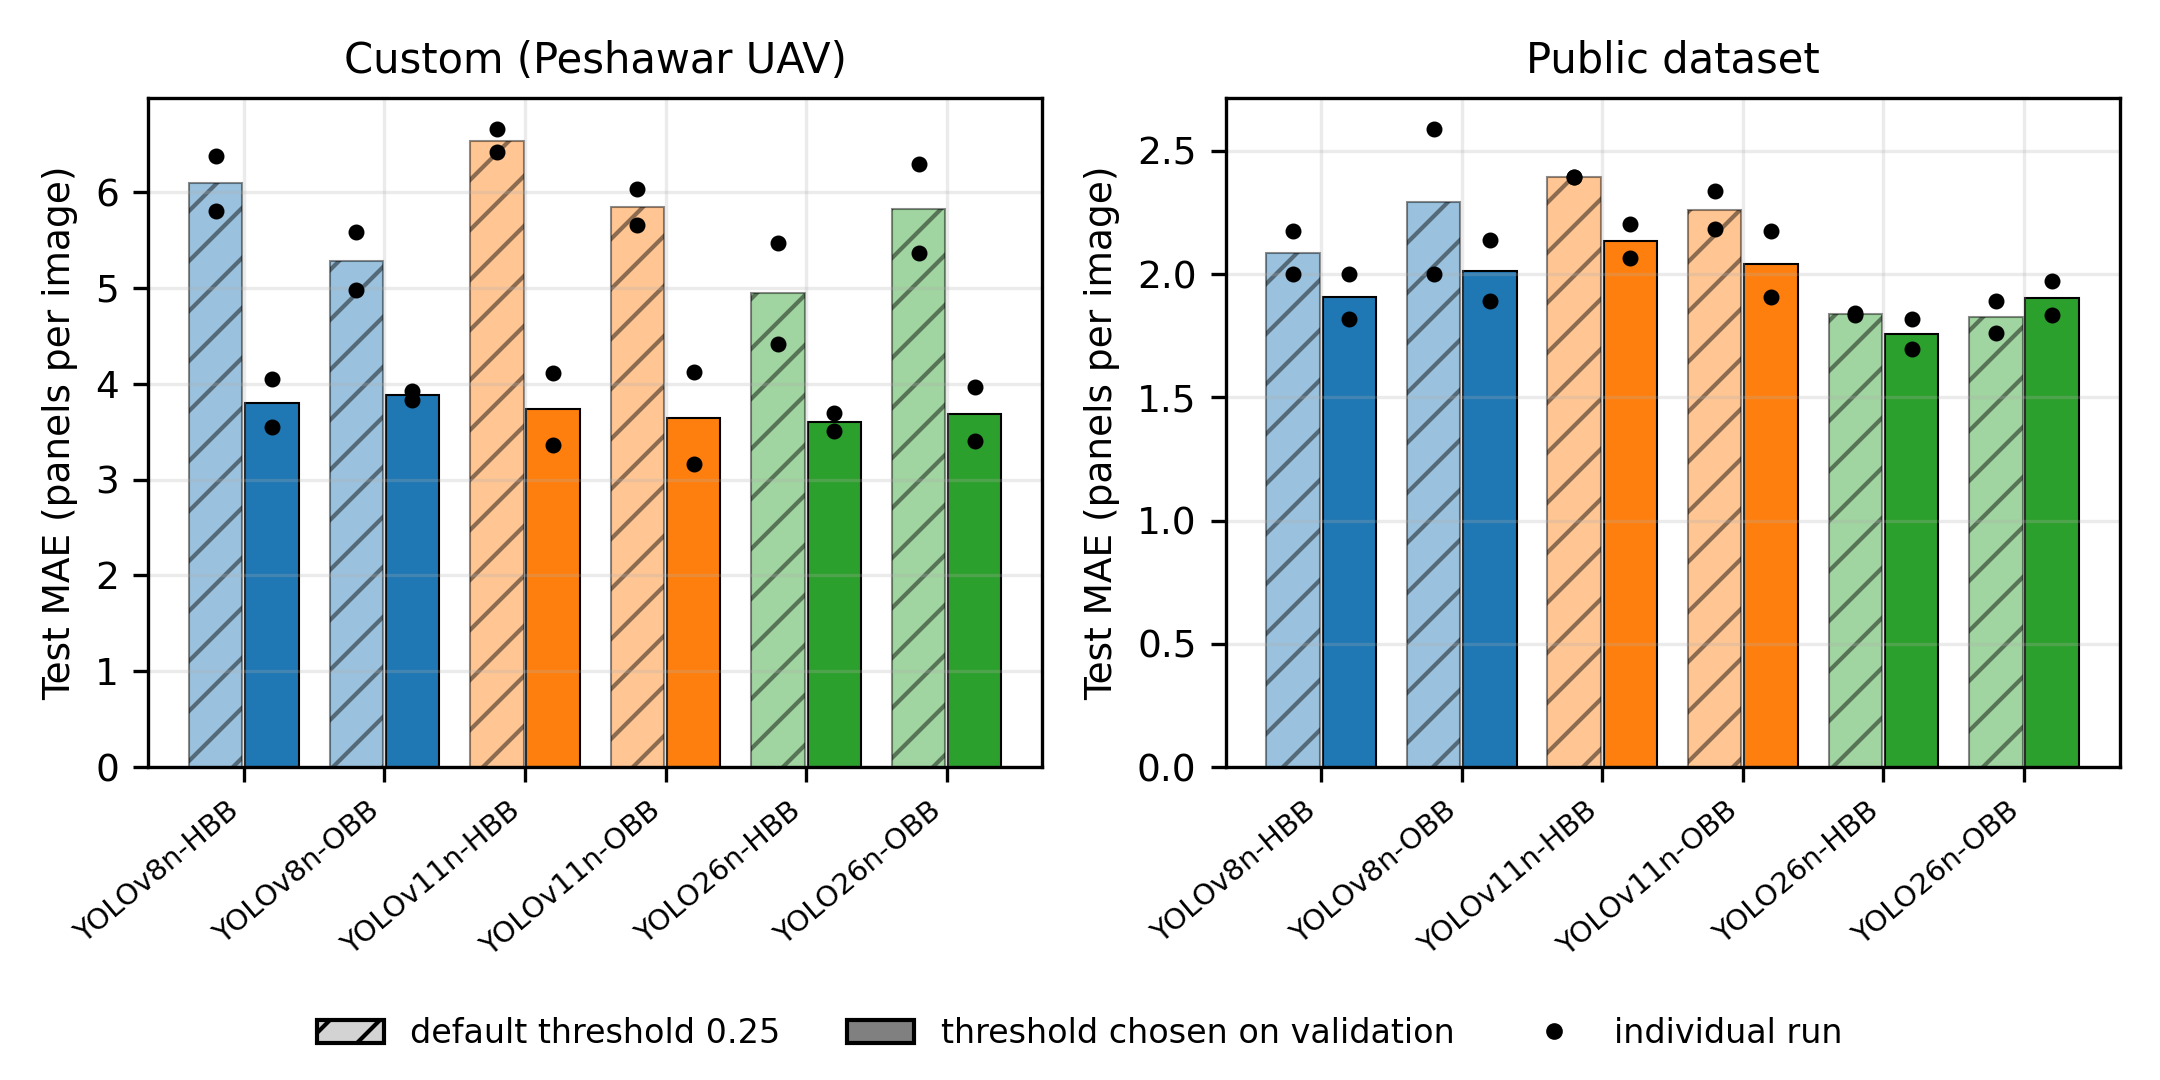 Custom (Peshawar UAV)
Test MAE (panels per image)
6
5
4
3
2
1
0
YOLOv8n-HBB
YOLOv8n-OBB
YOLOv11n-HBB
YOLOv11n-OBB
YOLO26n-HBB
YOLO26n-OBB
Public dataset
Test MAE (panels per image)
2.5
2.0
1.5
1.0
0.5
0.0
YOLOv8n-HBB
YOLOv8n-OBB
YOLOv11n-HBB
YOLOv11n-OBB
YOLO26n-HBB
YOLO26n-OBB
default threshold 0.25
threshold chosen on validation
individual run